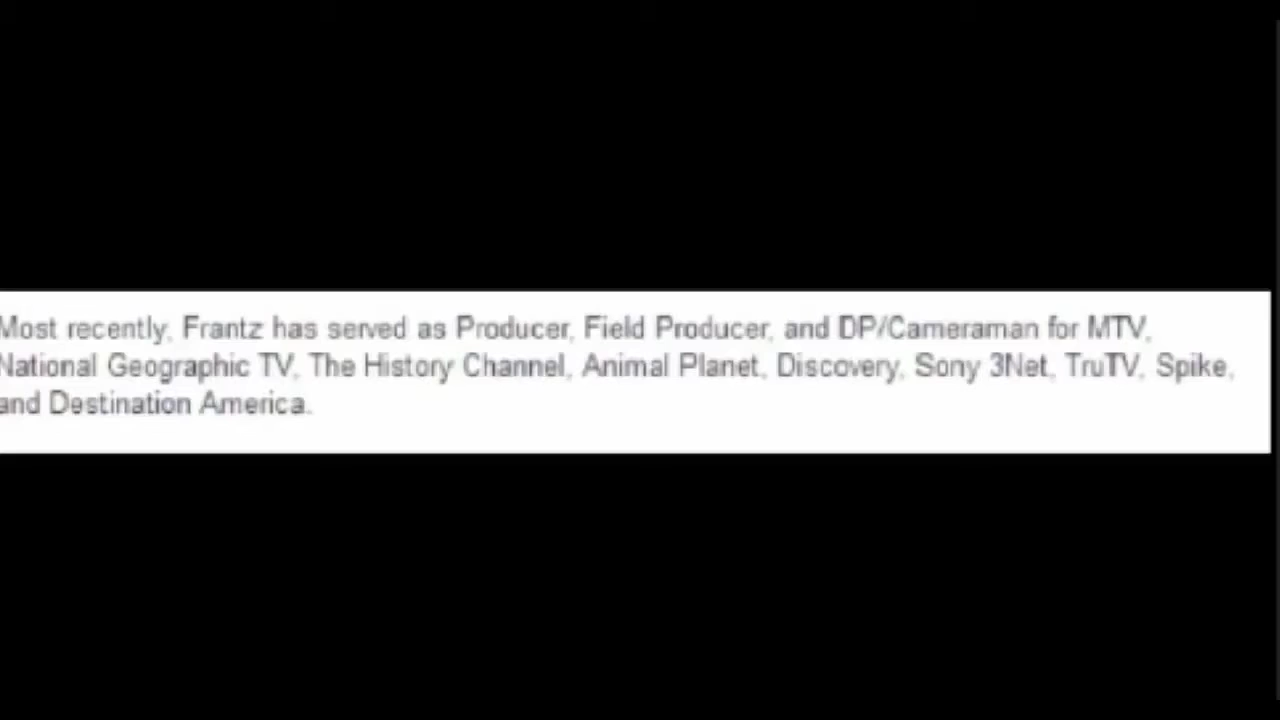 Most recently, Frantz has served as Producer, Field Producer, and DP/Cameraman for MTV,
National Geographic TV, The History Channel, Animal Planet, Discovery, Sony 3Net, TruTV, Spike,
and Destination America.